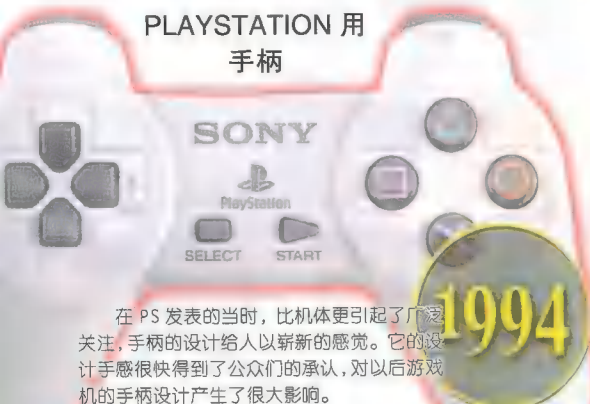 PLAYSTATION 用
手柄
SONY
PlayStation
SELECT
START
1994
在 PS 发表的当时，比机体更引起了广泛
关注，手柄的设计给人以崭新的感觉。它的设
计手感很快得到了公众们的承认，对以后游戏
机的手柄设计产生了很大影响。